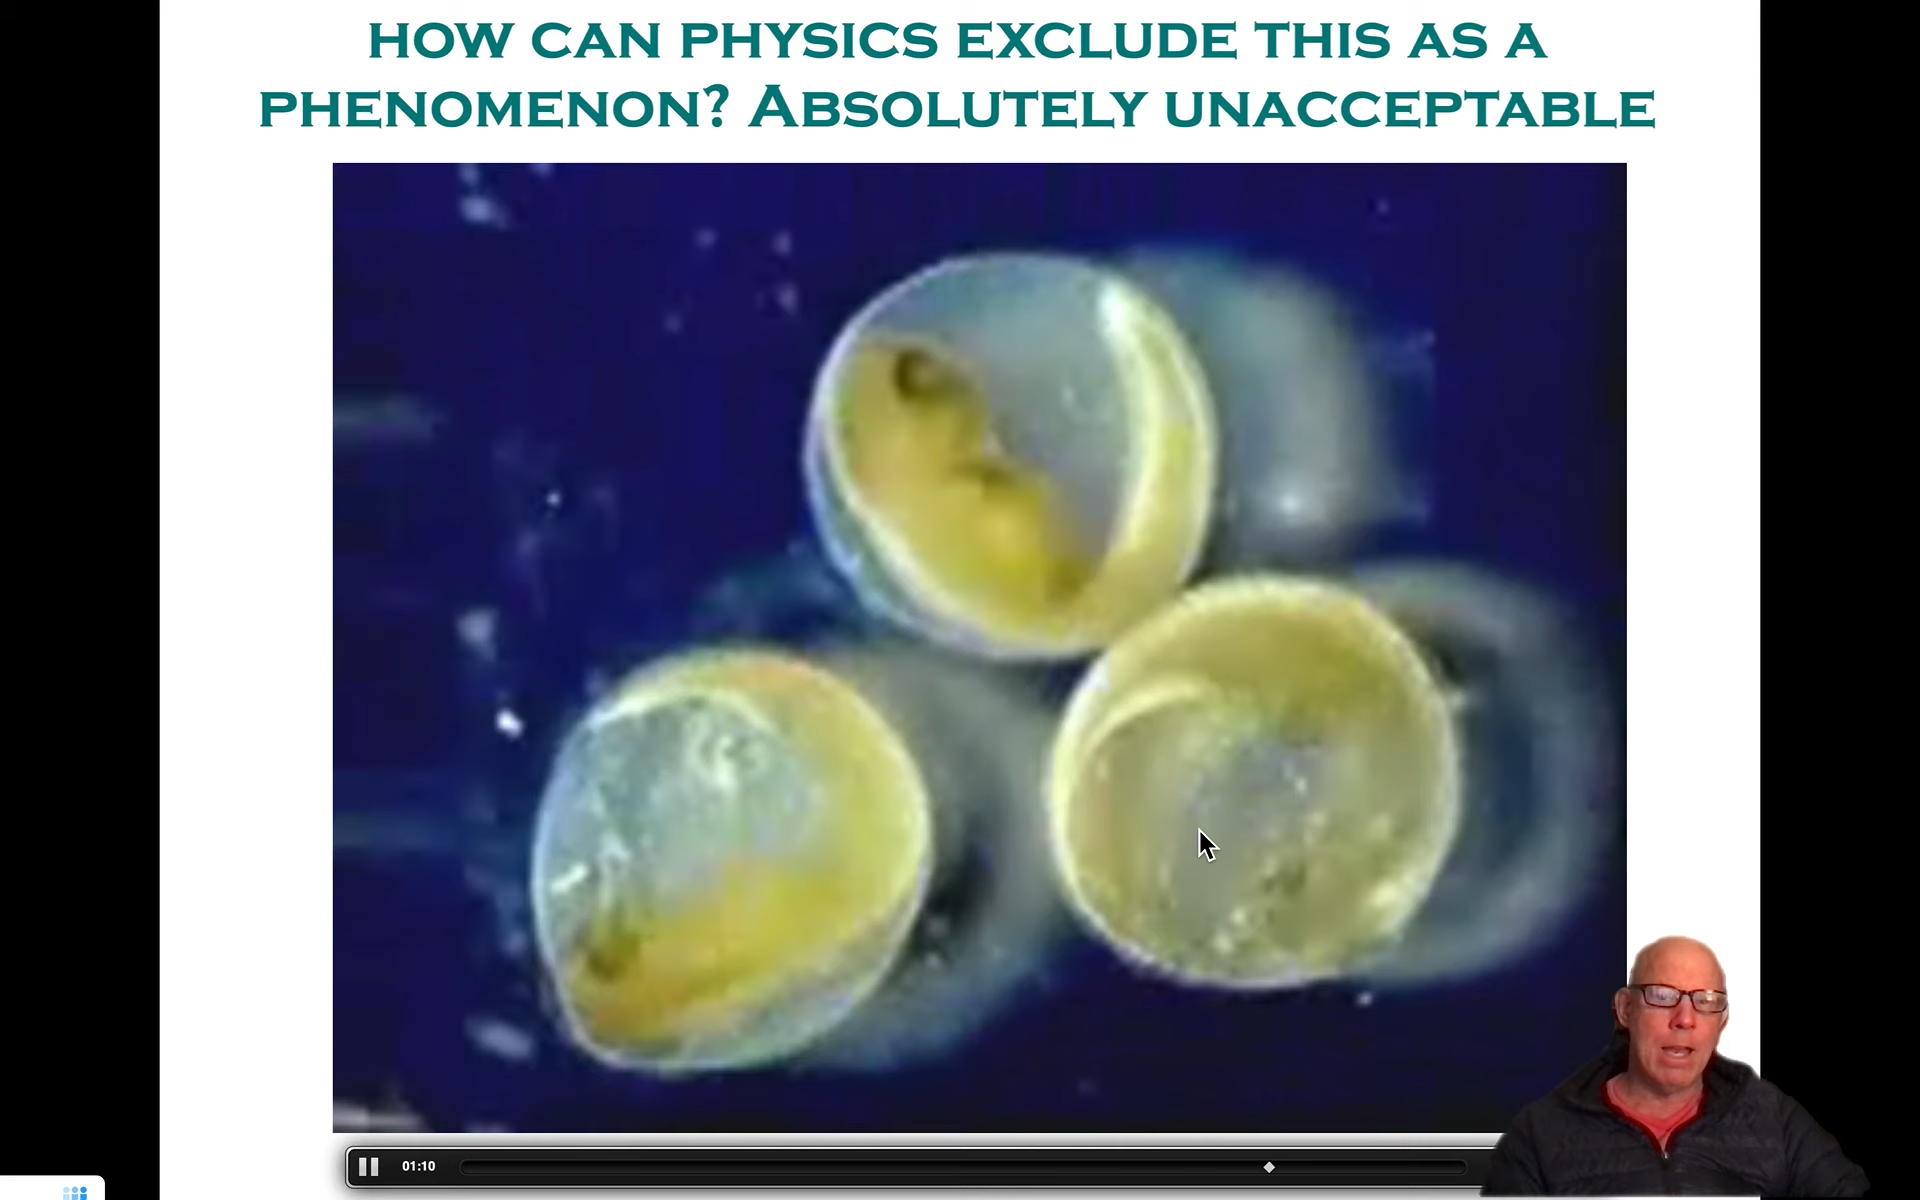 HOW CAN PHYSICS EXCLUDE THIS AS A
PHENOMENON? ABSOLUTELY UNACCEPTABLE
01:10